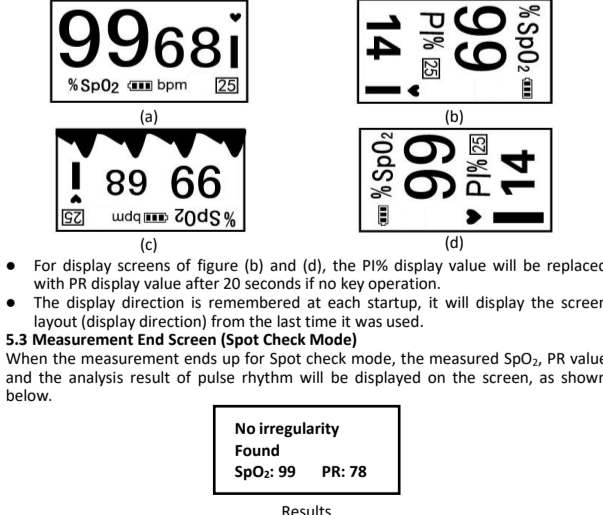 99 68
%SpO2 bpm 25
(a)
99 %SpO2
PI% 25
14
(b)
99 68
%SpO2 bpm 25
(c)
%SpO2 99
PI% 25
14
(d)
● For display screens of figure (b) and (d), the PI% display value will be replaced
with PR display value after 20 seconds if no key operation.
● The display direction is remembered at each startup, it will display the screen
layout (display direction) from the last time it was used.
5.3 Measurement End Screen (Spot Check Mode)
When the measurement ends up for Spot check mode, the measured SpO₂, PR value
and the analysis result of pulse rhythm will be displayed on the screen, as shown
below.
No irregularity
Found
SpO₂: 99 PR: 78
Results